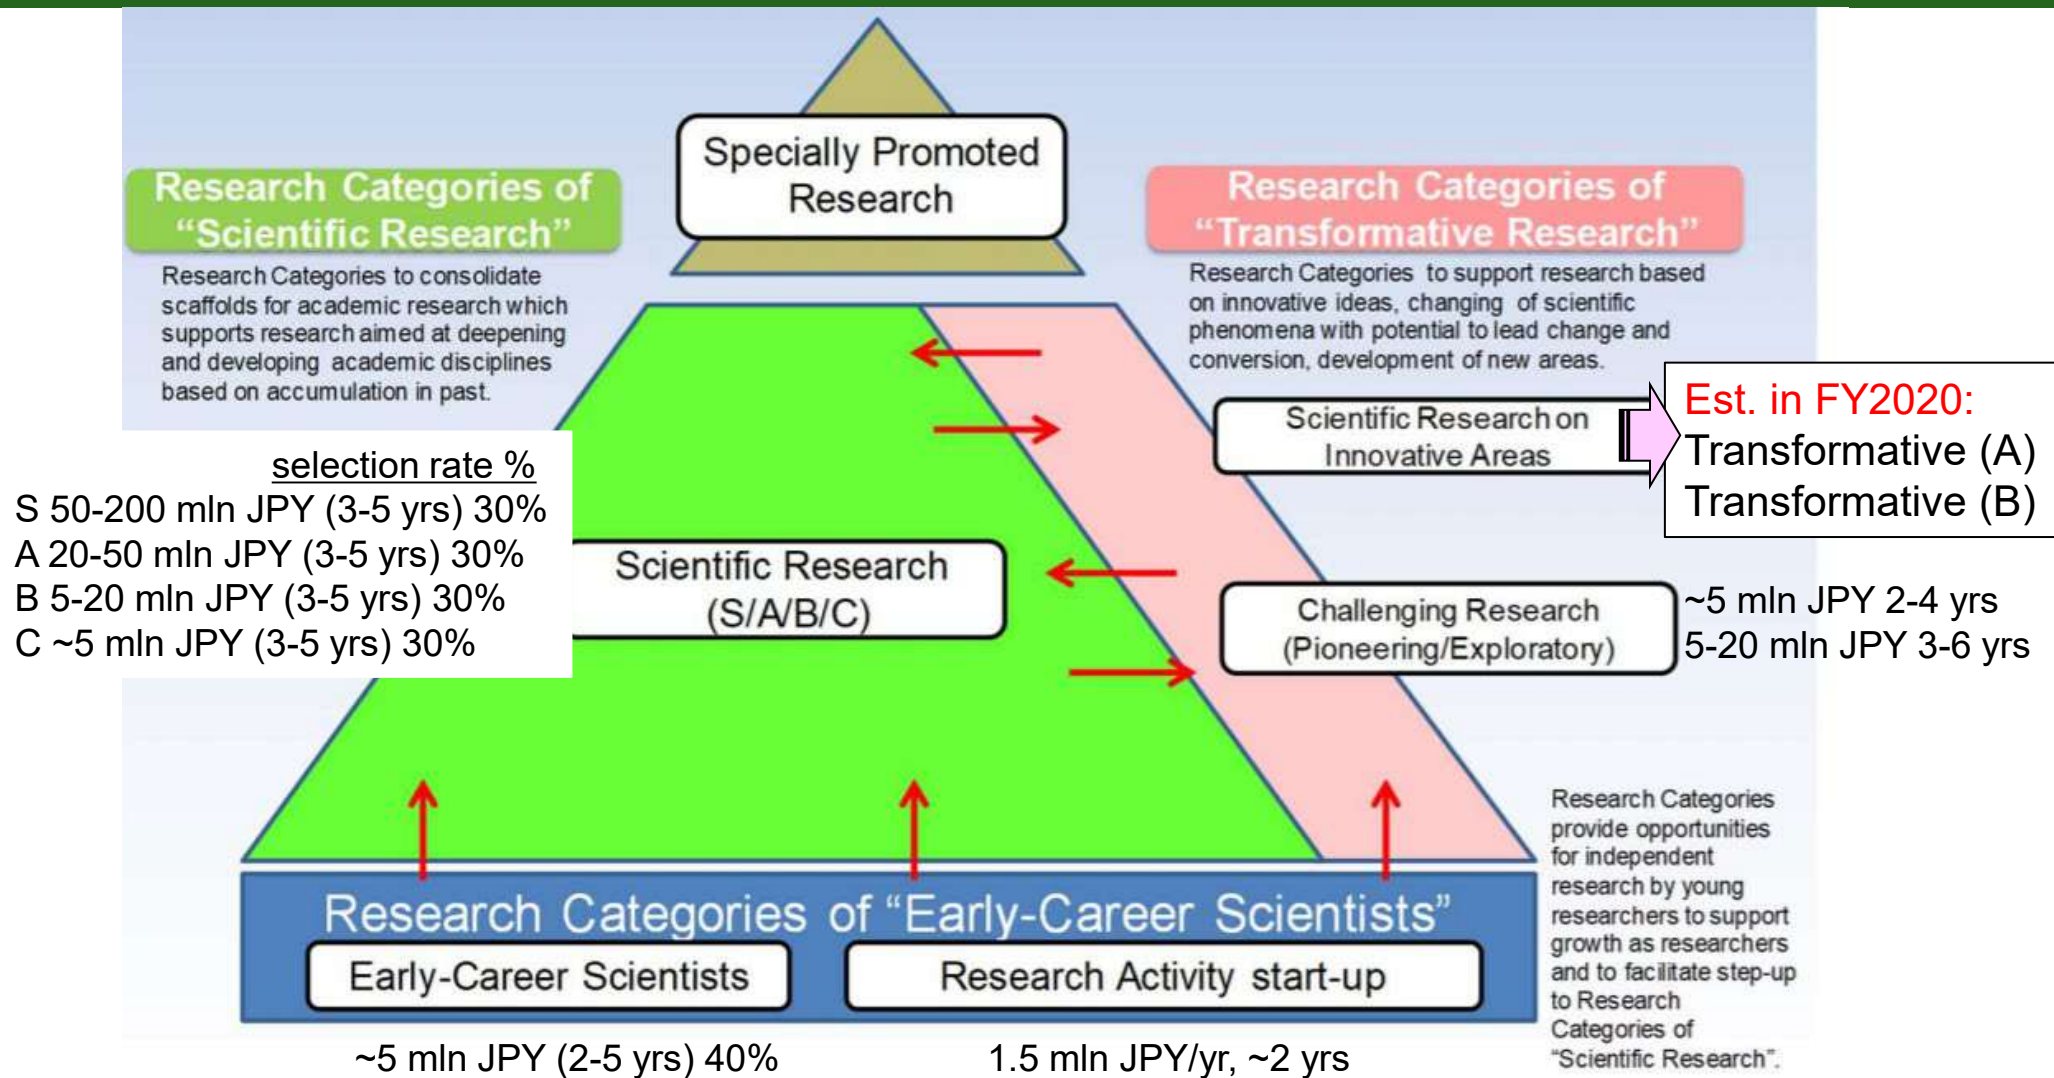 Specially Promoted
Research
Research Categories of
“Scientific Research”
Research Categories to consolidate
scaffolds for academic research which
supports research aimed at deepening
and developing academic disciplines
based on accumulation in past.
Research Categories of
“Transformative Research”
Research Categories to support research based
on innovative ideas, changing of scientific
phenomena with potential to lead change and
conversion, development of new areas.
Scientific Research on
Innovative Areas
Est. in FY2020:
Transformative (A)
Transformative (B)
selection rate %
S 50-200 mln JPY (3-5 yrs) 30%
A 20-50 mln JPY (3-5 yrs) 30%
B 5-20 mln JPY (3-5 yrs) 30%
C ~5 mln JPY (3-5 yrs) 30%
Scientific Research
(S/A/B/C)
Challenging Research
(Pioneering/Exploratory)
~5 mln JPY 2-4 yrs
5-20 mln JPY 3-6 yrs
Research Categories
provide opportunities
for independent
research by young
researchers to support
growth as researchers
and to facilitate step-up
to Research
Categories of
“Scientific Research”.
Research Categories of “Early-Career Scientists”
Early-Career Scientists
Research Activity start-up
~5 mln JPY (2-5 yrs) 40%
1.5 mln JPY/yr, ~2 yrs